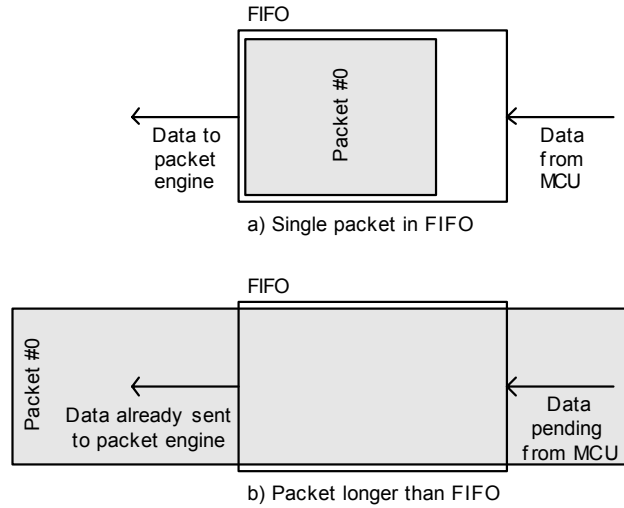 FIFO
Packet #0
Data to
packet
engine
Data
from
MCU
a) Single packet in FIFO
FIFO
Packet #0
Data already sent
to packet engine
Data
pending
from MCU
b) Packet longer than FIFO